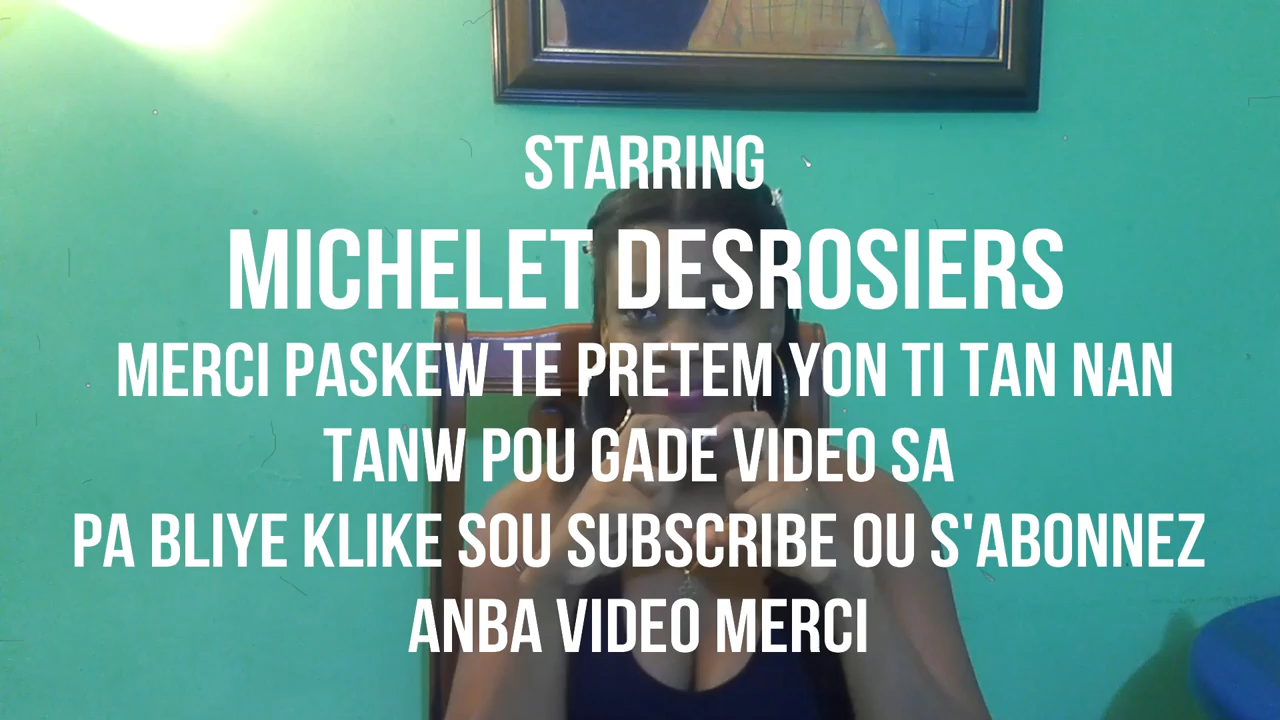 STARRING
MICHELET DESROSIERS
MERCI PASKEW TE PRETEM YON TI TAN NAN
TANW POU GADE VIDEO SA
PA BLIYE KLIKE SOU SUBSCRIBE OU S'ABONNEZ
ANBA VIDEO MERCI